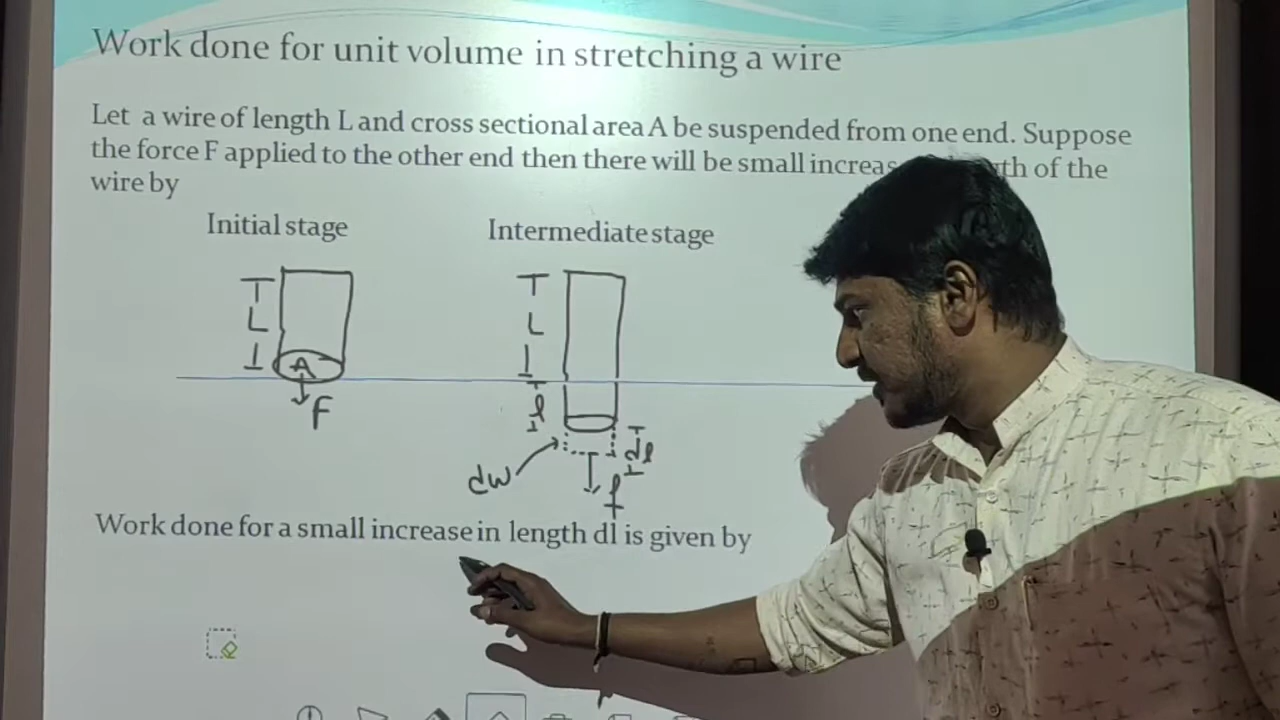 Work done for unit volume in stretching a wire
Let a wire of length L and cross sectional area A be suspended from one end. Suppose
the force F applied to the other end then there will be small increase of the
wire by
Initial stage
Intermediate stage
L
A
F
L
l
dl
dw
f
Work done for a small increase in length dl is given by